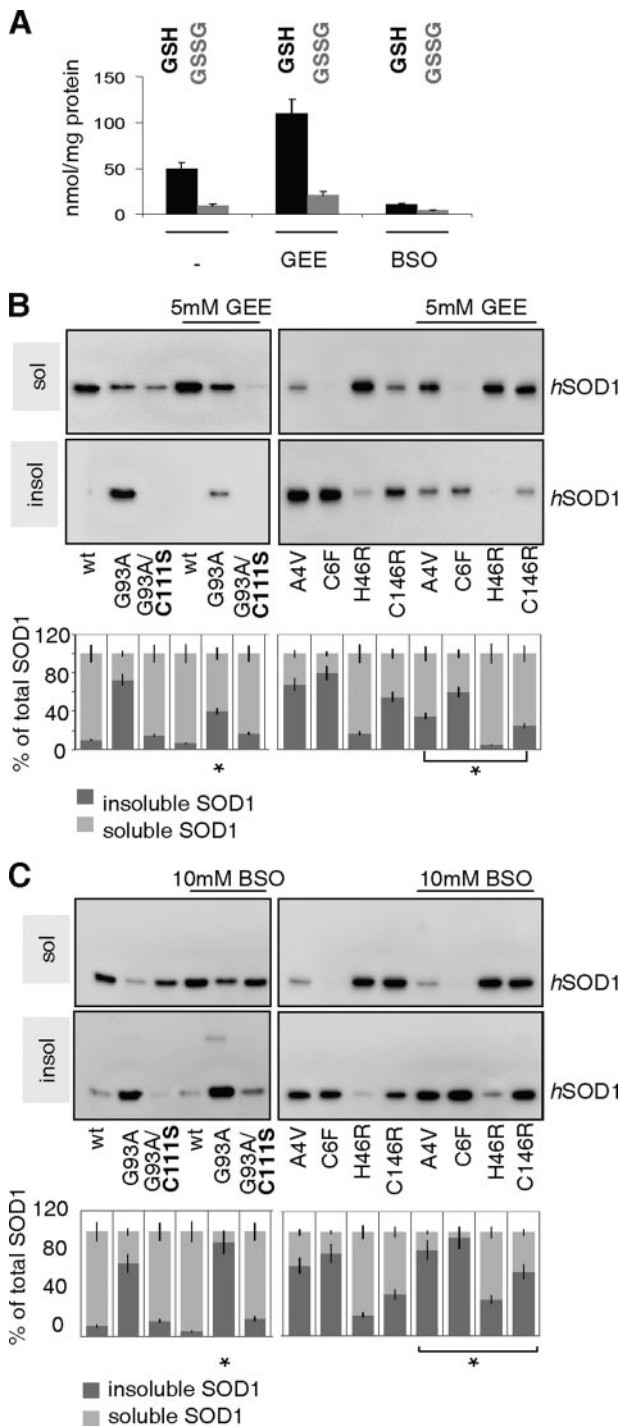 A
GSH
GSSG
GSH
GSSG
GSH
GSSG
nmol/mg protein
150
100
50
0
-
GEE
BSO
B
5mM GEE
5mM GEE
sol
hSOD1
insol
hSOD1
wt
G93A
G93A/
C111S
wt
G93A
G93A/
C111S
A4V
C6F
H46R
C146R
A4V
C6F
H46R
C146R
% of total SOD1
120
80
40
0
*
*
insoluble SOD1
soluble SOD1
C
10mM BSO
10mM BSO
sol
hSOD1
insol
hSOD1
wt
G93A
G93A/
C111S
wt
G93A
G93A/
C111S
A4V
C6F
H46R
C146R
A4V
C6F
H46R
C146R
% of total SOD1
120
80
40
0
*
*
insoluble SOD1
soluble SOD1